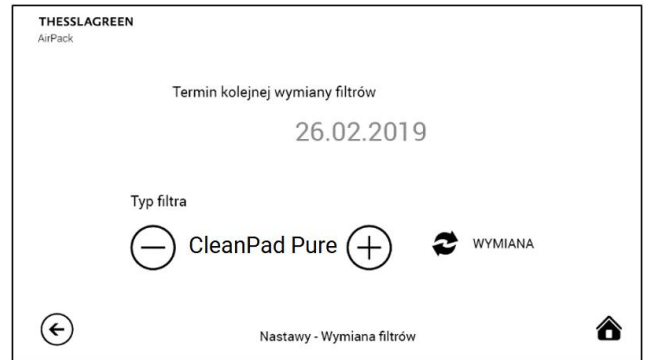 THESSLAGREEN
AirPack
Termin kolejnej wymiany filtrów
26.02.2019
Typ filtra
CleanPad Pure
WYMIANA
Nastawy - Wymiana filtrów